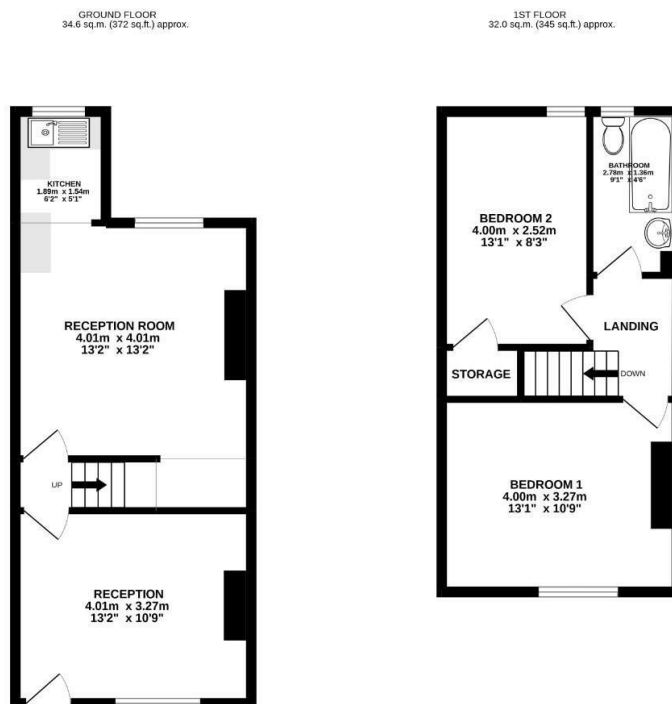 GROUND FLOOR
34.6 sq.m. (372 sq.ft.) approx.
KITCHEN
1.89m x 1.54m
6'2" x 5'1"
RECEPTION ROOM
4.01m x 4.01m
13'2" x 13'2"
UP
RECEPTION
4.01m x 3.27m
13'2" x 10'9"
1ST FLOOR
32.0 sq.m. (345 sq.ft.) approx.
BATHROOM
2.78m x 1.36m
9'1" x 4'6"
BEDROOM 2
4.00m x 2.52m
13'1" x 8'3"
LANDING
STORAGE
DOWN
BEDROOM 1
4.00m x 3.27m
13'1" x 10'9"